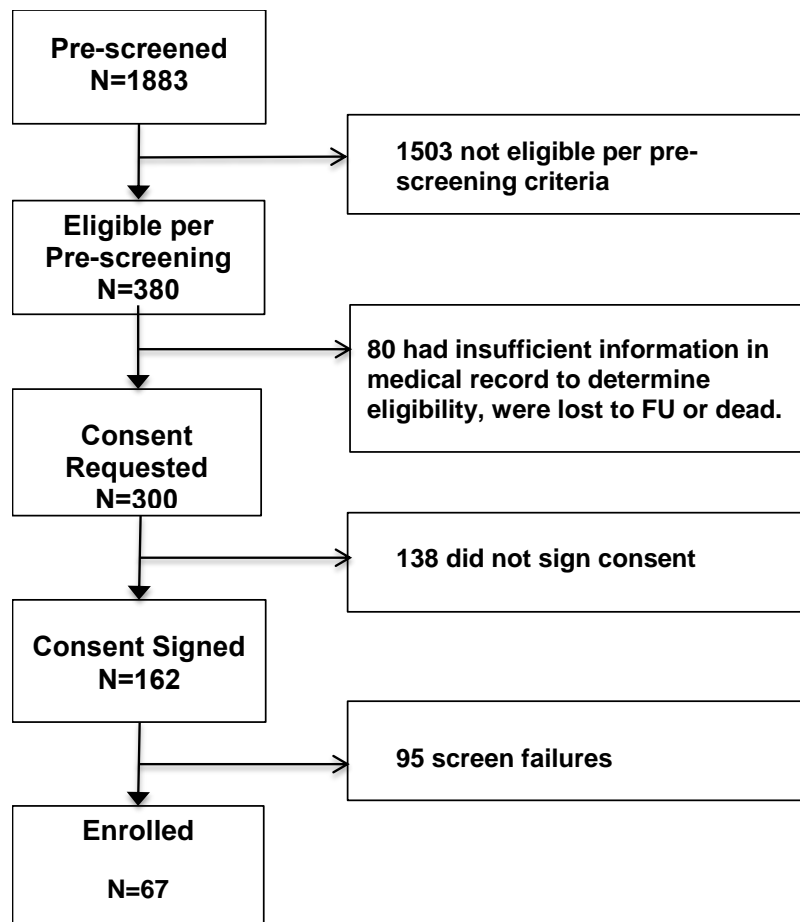 Pre-screened
N=1883
1503 not eligible per pre-
screening criteria
Eligible per
Pre-screening
N=380
80 had insufficient information in
medical record to determine
eligibility, were lost to FU or dead.
Consent
Requested
N=300
138 did not sign consent
Consent Signed
N=162
95 screen failures
Enrolled
N=67